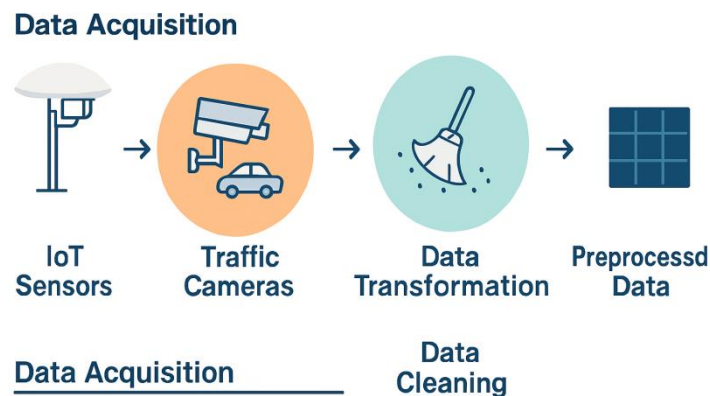 Data Acquisition
IoT
Sensors
Traffic
Cameras
Data
Transformation
Preprocessd
Data
Data Acquisition
Data
Cleaning